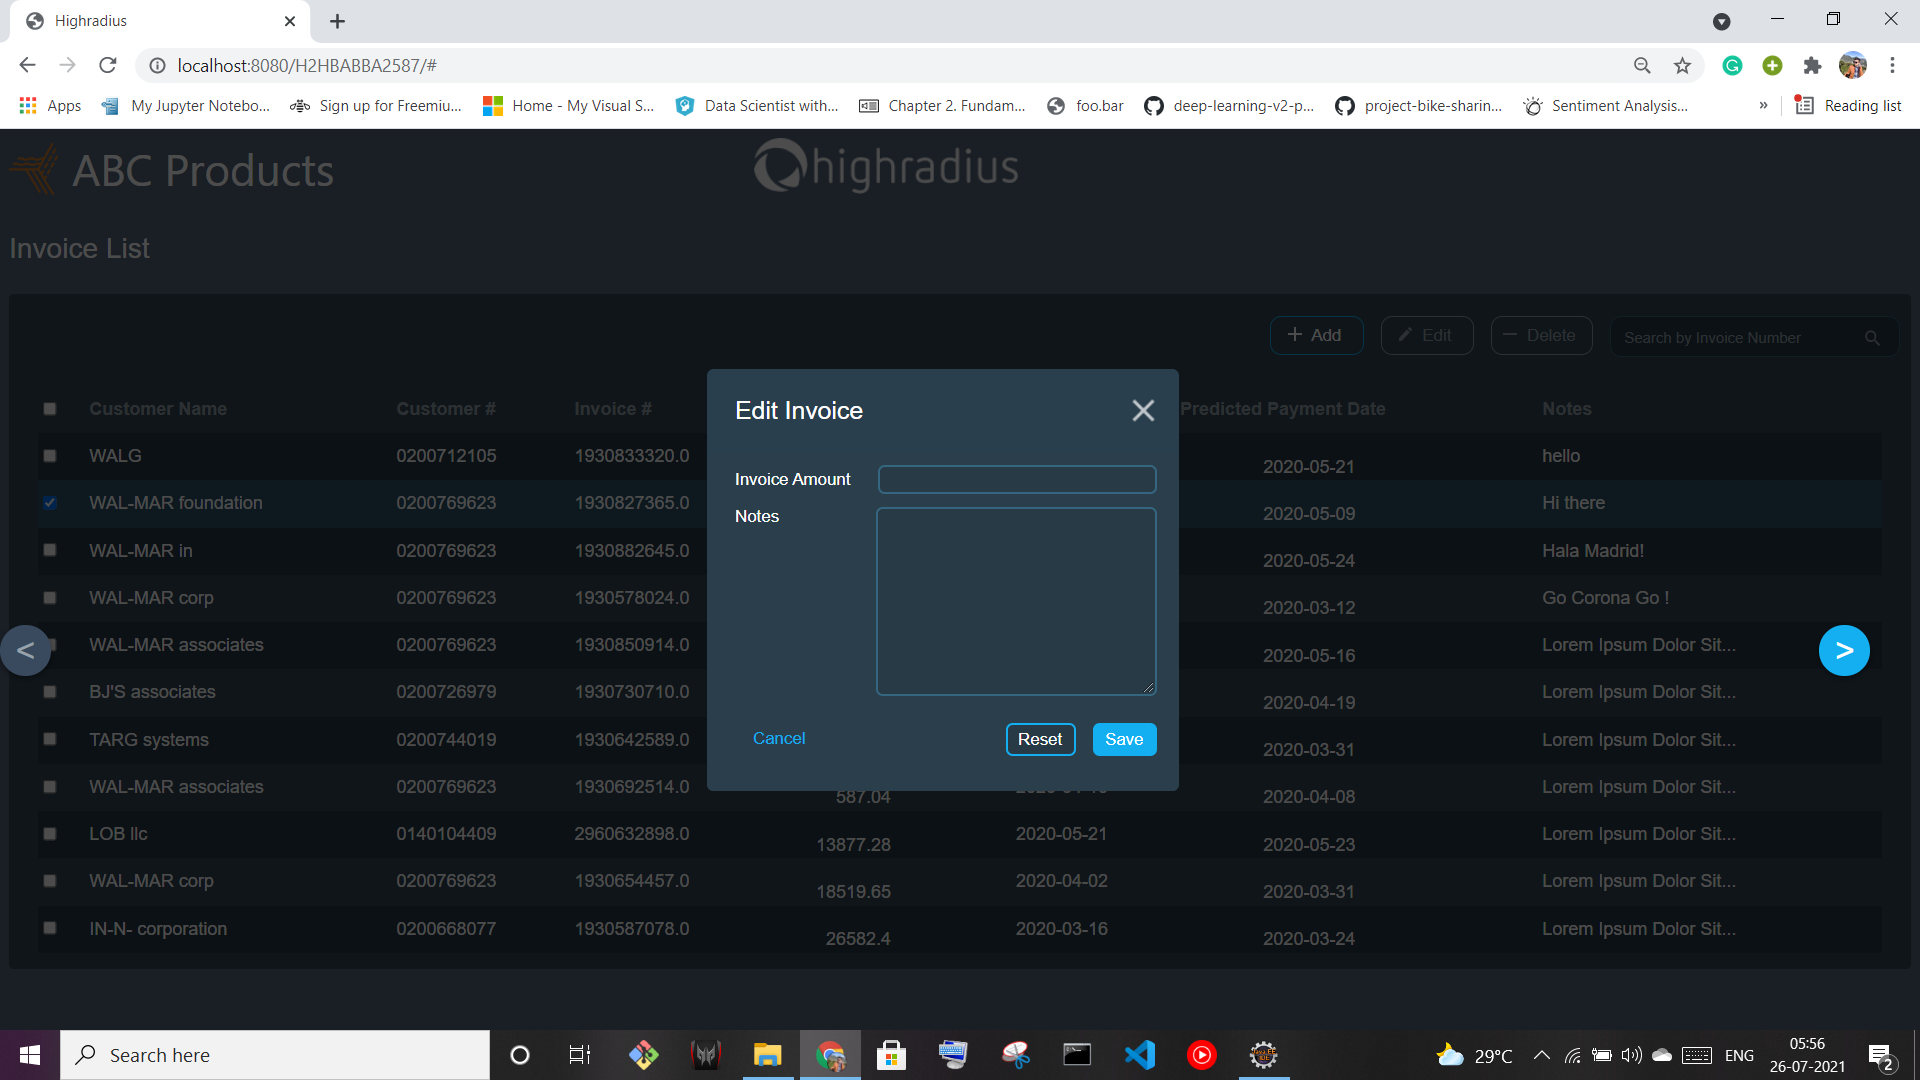 Highradius
localhost:8080/H2HBABBA2587/#
Apps My Jupyter Notebo... Sign up for Freemiu... Home - My Visual S... Data Scientist with... Chapter 2. Fundam... foo.bar deep-learning-v2-p... project-bike-sharin... Sentiment Analysis... » Reading list
ABC Products highradius
Invoice List
+ Add Edit Delete Search by Invoice Number
Customer Name Customer # Invoice # Predicted Payment Date Notes
WALG 0200712105 1930833320.0 2020-05-21 hello
WAL-MAR foundation 0200769623 1930827365.0 2020-05-09 Hi there
WAL-MAR in 0200769623 1930882645.0 2020-05-24 Hala Madrid!
WAL-MAR corp 0200769623 1930578024.0 2020-03-12 Go Corona Go !
WAL-MAR associates 0200769623 1930850914.0 2020-05-16 Lorem Ipsum Dolor Sit...
BJ'S associates 0200726979 1930730710.0 2020-04-19 Lorem Ipsum Dolor Sit...
TARG systems 0200744019 1930642589.0 2020-03-31 Lorem Ipsum Dolor Sit...
WAL-MAR associates 0200769623 1930692514.0 587.04 2020-04-08 Lorem Ipsum Dolor Sit...
LOB llc 0140104409 2960632898.0 13877.28 2020-05-21 2020-05-23 Lorem Ipsum Dolor Sit...
WAL-MAR corp 0200769623 1930654457.0 18519.65 2020-04-02 2020-03-31 Lorem Ipsum Dolor Sit...
IN-N- corporation 0200668077 1930587078.0 26582.4 2020-03-16 2020-03-24 Lorem Ipsum Dolor Sit...
< >
Edit Invoice
Invoice Amount
Notes
Cancel Reset Save
Search here
29°C ENG 05:56
26-07-2021
2